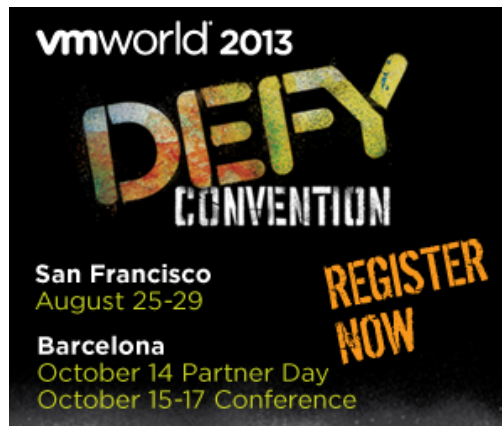 vmworld 2013
DEFY
CONVENTION
San Francisco
August 25-29
REGISTER
NOW
Barcelona
October 14 Partner Day
October 15-17 Conference